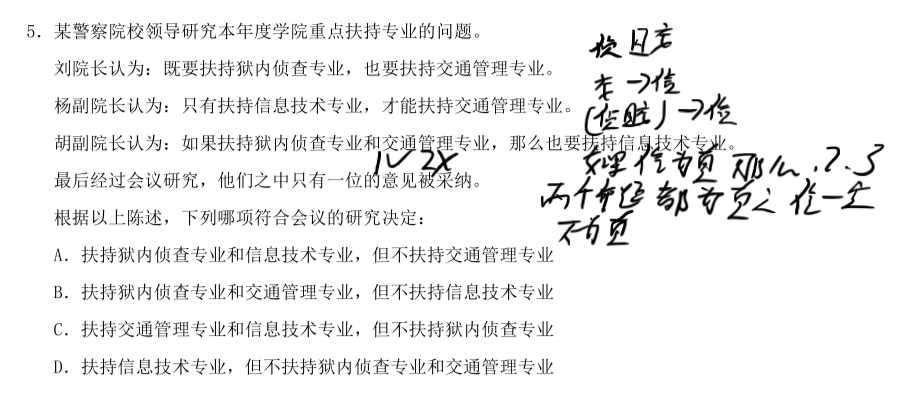 5．某警察院校领导研究本年度学院重点扶持专业的问题。
刘院长认为：既要扶持狱内侦查专业，也要扶持交通管理专业。
杨副院长认为：只有扶持信息技术专业，才能扶持交通管理专业。
胡副院长认为：如果扶持狱内侦查专业和交通管理专业，那么也要扶持信息技术专业。
最后经过会议研究，他们之中只有一位的意见被采纳。
根据以上陈述，下列哪项符合会议的研究决定：
A．扶持狱内侦查专业和信息技术专业，但不扶持交通管理专业
B．扶持狱内侦查专业和交通管理专业，但不扶持信息技术专业
C．扶持交通管理专业和信息技术专业，但不扶持狱内侦查专业
D．扶持信息技术专业，但不扶持狱内侦查专业和交通管理专业
→信
→信
1√ 2X
如果信为真 那么.2.3
两个 都为真 信一定
不为真